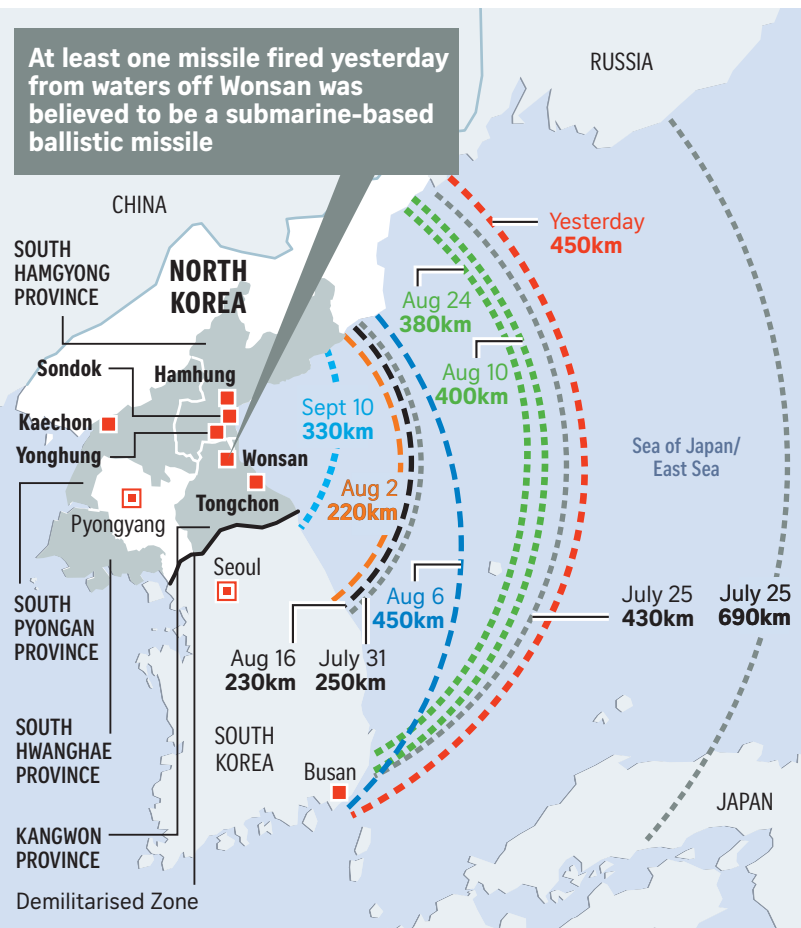 At least one missile fired yesterday
from waters off Wonsan was
believed to be a submarine-based
ballistic missile
RUSSIA
CHINA
SOUTH
HAMGYONG
PROVINCE
NORTH
KOREA
Yesterday
450km
Aug 24
380km
Aug 10
400km
Sondok
Hamhung
Kaechon
Yonghung
Sept 10
330km
Wonsan
Sea of Japan/
East Sea
Aug 2
220km
Tongchon
Pyongyang
Seoul
Aug 6
450km
July 25
430km
July 25
690km
SOUTH
PYONGAN
PROVINCE
Aug 16
230km
July 31
250km
SOUTH
HWANGHAE
PROVINCE
SOUTH
KOREA
Busan
JAPAN
KANGWON
PROVINCE
Demilitarised Zone